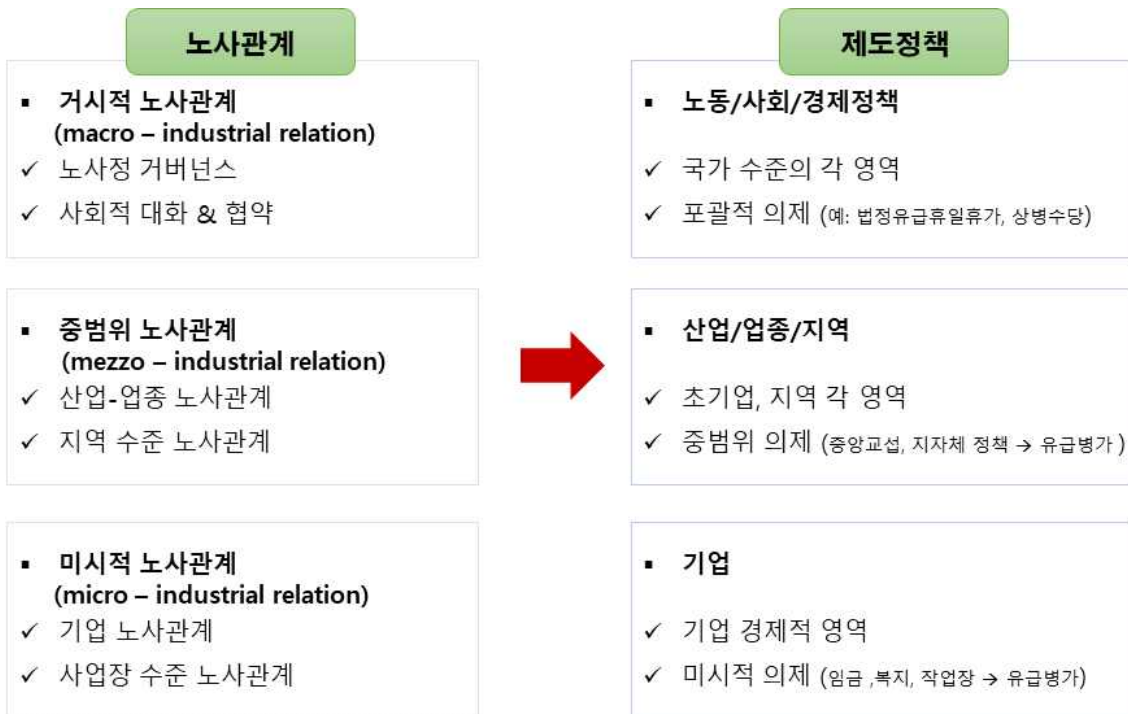 노사관계
제도정책
▪ 거시적 노사관계
(macro – industrial relation)
✓ 노사정 거버넌스
✓ 사회적 대화 & 협약
▪ 노동/사회/경제정책
✓ 국가 수준의 각 영역
✓ 포괄적 의제 (예: 법정유급휴일휴가, 상병수당)
▪ 중범위 노사관계
(mezzo – industrial relation)
✓ 산업-업종 노사관계
✓ 지역 수준 노사관계
▪ 산업/업종/지역
✓ 초기업, 지역 각 영역
✓ 중범위 의제 (중앙교섭, 지자체 정책 → 유급병가 )
▪ 미시적 노사관계
(micro – industrial relation)
✓ 기업 노사관계
✓ 사업장 수준 노사관계
▪ 기업
✓ 기업 경제적 영역
✓ 미시적 의제 (임금 ,복지, 작업장 → 유급병가)